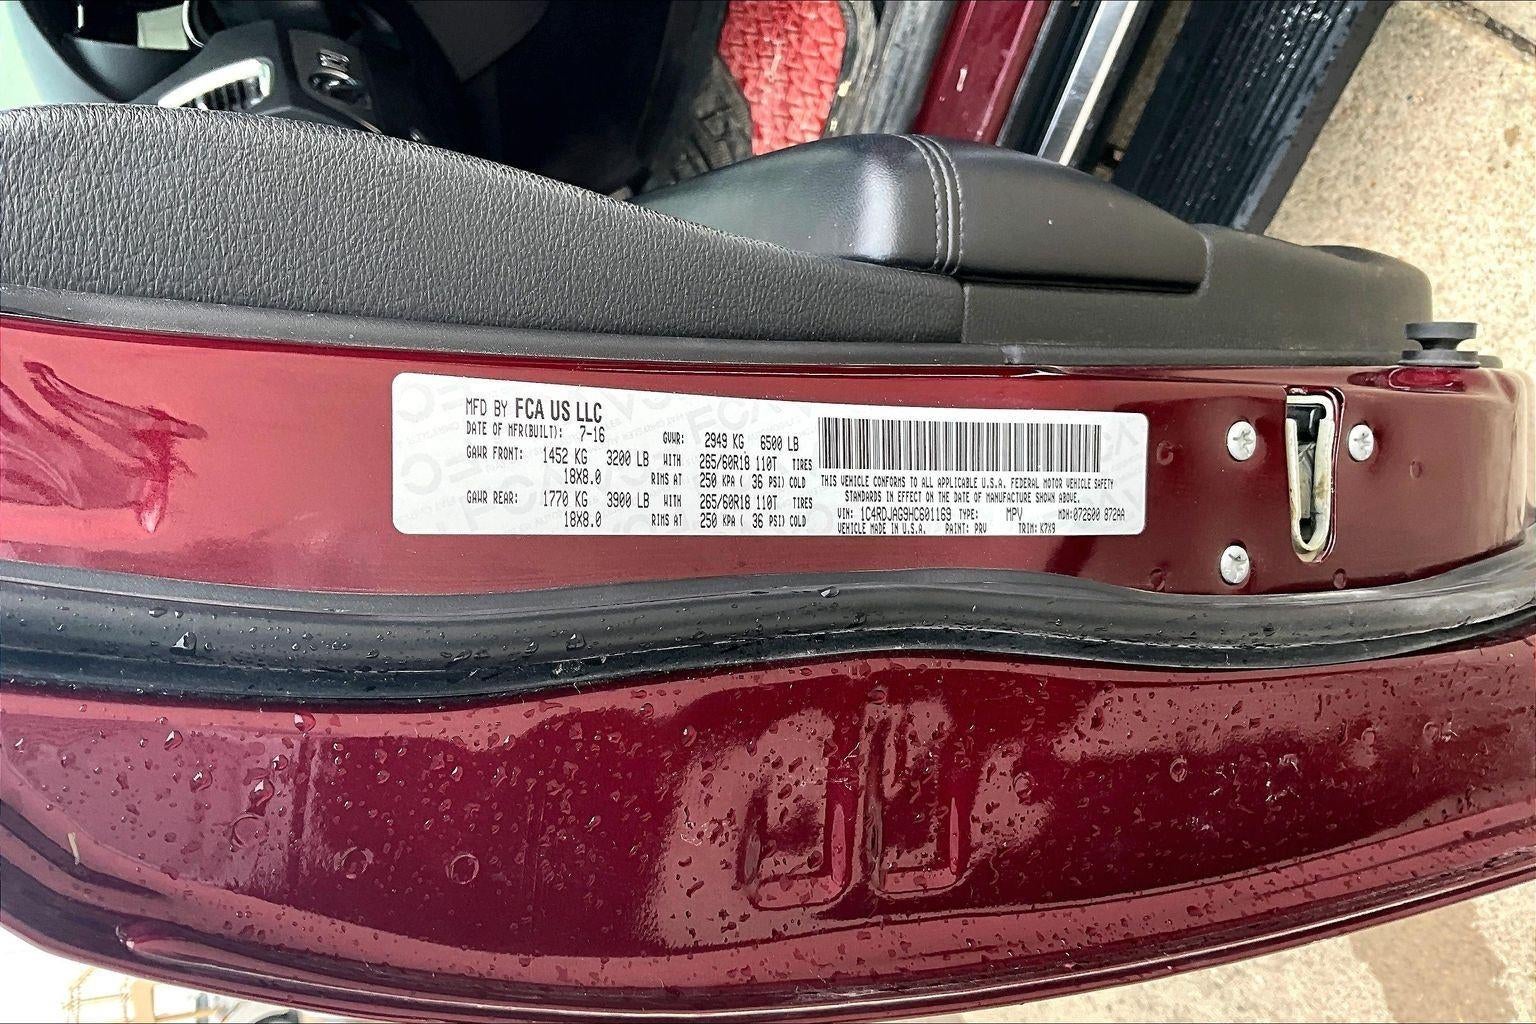 MFD BY FCA US LLC
DATE OF MFR(BUILT): 7-16 GVWR: 2949 KG 6500 LB
GAWR FRONT: 1452 KG 3200 LB WITH 265/60R18 110T TIRES
18X8.0 RIMS AT 250 KPA ( 36 PSI) COLD
GAWR REAR: 1770 KG 3900 LB WITH 265/60R18 110T TIRES
18X8.0 RIMS AT 250 KPA ( 36 PSI) COLD
THIS VEHICLE CONFORMS TO ALL APPLICABLE U.S.A. FEDERAL MOTOR VEHICLE SAFETY
STANDARDS IN EFFECT ON THE DATE OF MANUFACTURE SHOWN ABOVE.
VIN: 1C4RDJAG9HC601169 TYPE: MPV MDH:072600 872AA
VEHICLE MADE IN U.S.A. PAINT: PRV TRIM: K7X9